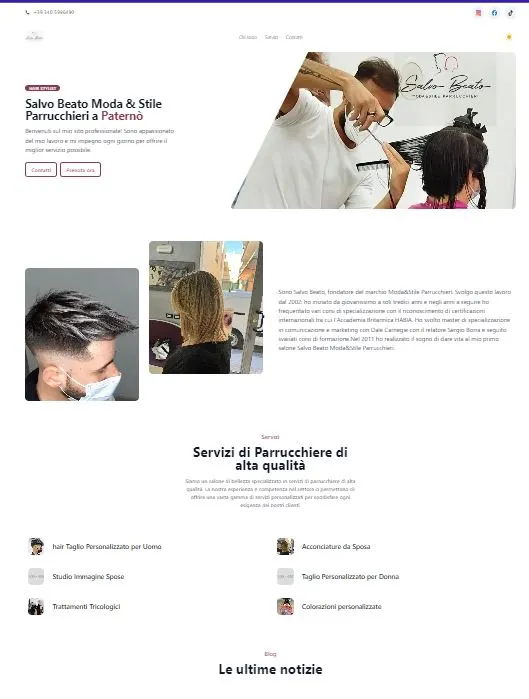 +39 340 5966490
Chi sono Servizi Contatti
HAIR STYLIST
Salvo Beato Moda & Stile
Parrucchieri a Paternò
Benvenuti sul mio sito professionale! Sono appassionato
del mio lavoro e mi impegno ogni giorno per offrire il
miglior servizio possibile.
Contatti Prenota ora
Salvo Beato
MODA&STILE PARRUCCHIERI
Sono Salvo Beato, fondatore del marchio Moda&Stile Parrucchieri. Svolgo questo lavoro
dal 2002: ho iniziato da giovanissimo a soli tredici anni e negli anni a seguire ho
frequentato vari corsi di specializzazione con il riconoscimento di certificazioni
internazionali tra cui l'Accademia Britannica HABIA. Ho svolto master di specializzazione
in comunicazione e marketing con Dale Carnegie con il relatore Sergio Borra e seguito
svariati corsi di formazione.Nel 2011 ho realizzato il sogno di dare vita al mio primo
salone Salvo Beato Moda&Stile Parrucchieri.
Servizi
Servizi di Parrucchiere di
alta qualità
Siamo un salone di bellezza specializzato in servizi di parrucchiere di alta
qualità. La nostra esperienza e competenza nel settore ci permettono di
offrire una vasta gamma di servizi personalizzati per soddisfare ogni
esigenza dei nostri clienti.
hair Taglio Personalizzato per Uomo
Acconciature da Sposa
Studio Immagine Spose
Taglio Personalizzato per Donna
Trattamenti Tricologici
Colorazioni personalizzate
Blog
Le ultime notizie